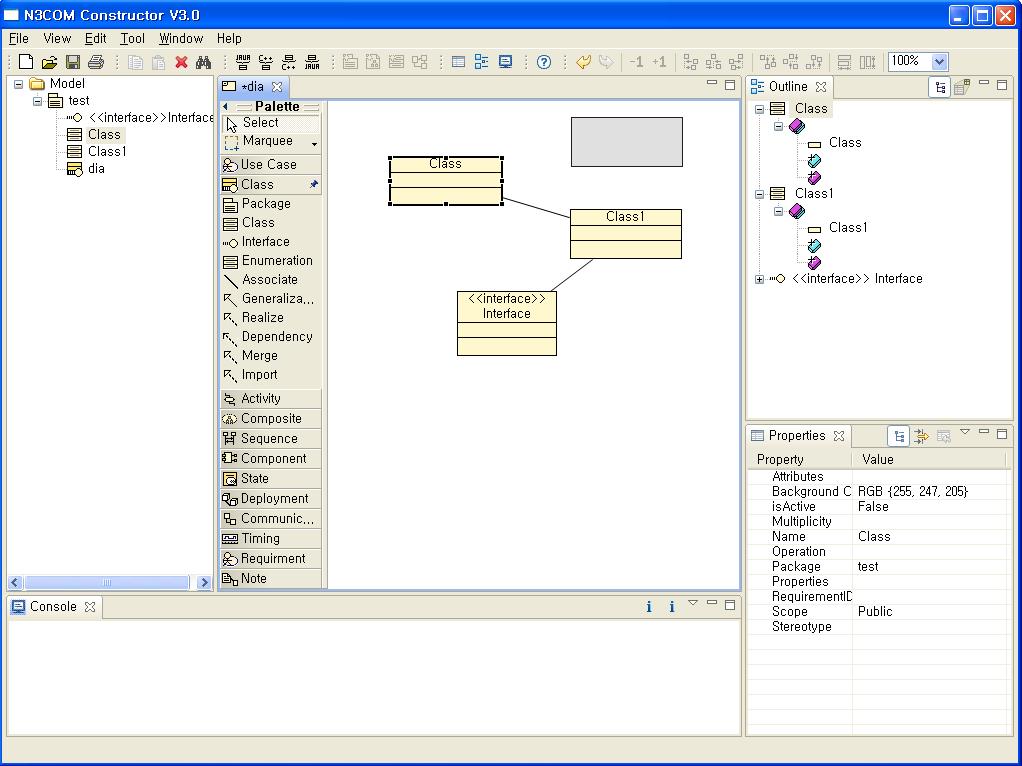 N3COM Constructor V3.0
File View Edit Tool Window Help
JAVA C++ C++ JAVA -1 +1 100%
Model
test
<<interface>>Interface
Class
Class1
dia
*dia
Palette
Select
Marquee
Use Case
Class
Package
Class
Interface
Enumeration
Associate
Generaliza...
Realize
Dependency
Merge
Import
Activity
Composite
Sequence
Component
State
Deployment
Communic...
Timing
Requirment
Note
Class
Class1
<<interface>>
Interface
Outline
Class
Class
Class1
Class1
<<interface>> Interface
Properties
Property Value
Attributes
Background C RGB {255, 247, 205}
isActive False
Multiplicity
Name Class
Operation
Package test
Properties
RequirementID
Scope Public
Stereotype
Console